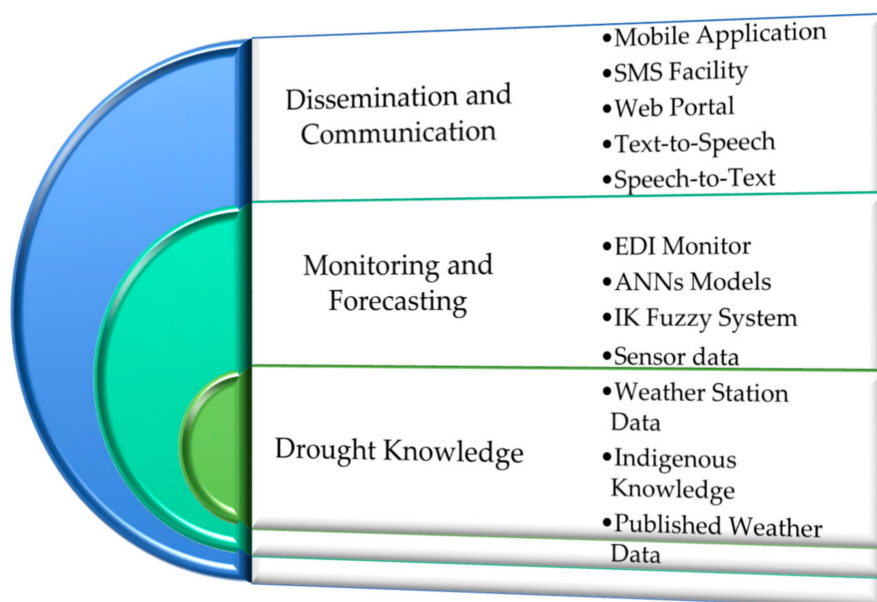 Dissemination and
Communication
•Mobile Application
•SMS Facility
•Web Portal
•Text-to-Speech
•Speech-to-Text
Monitoring and
Forecasting
•EDI Monitor
•ANNs Models
•IK Fuzzy System
•Sensor data
Drought Knowledge
•Weather Station
Data
•Indigenous
Knowledge
•Published Weather
Data